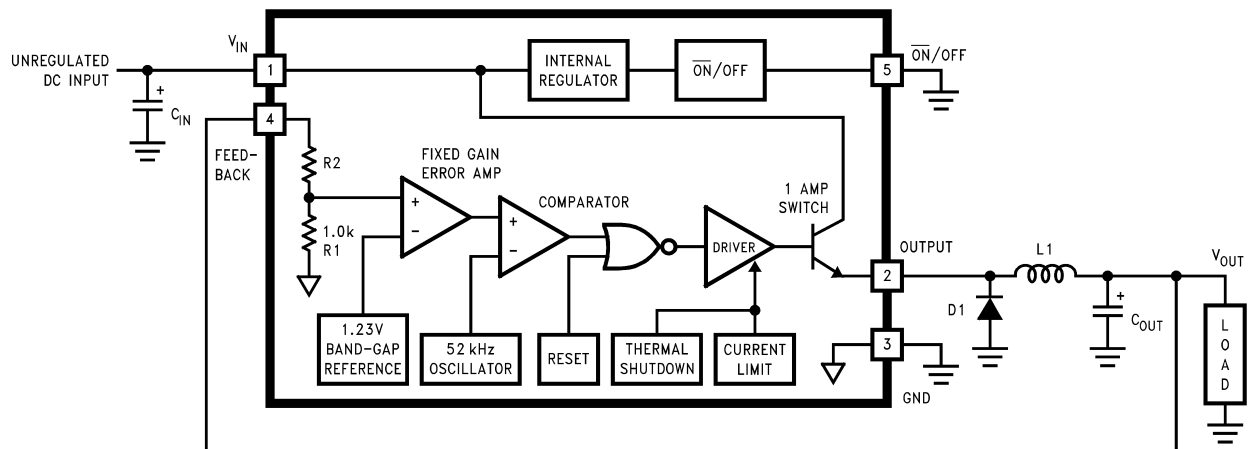 UNREGULATED
DC INPUT
+
C_IN
V_IN
1
4
FEED-
BACK
R2
1.0k
R1
INTERNAL
REGULATOR
O̅N̅/OFF
5
O̅N̅/OFF
FIXED GAIN
ERROR AMP
+
−
COMPARATOR
+
−
DRIVER
1 AMP
SWITCH
1.23V
BAND-GAP
REFERENCE
52 kHz
OSCILLATOR
RESET
THERMAL
SHUTDOWN
CURRENT
LIMIT
OUTPUT
2
3
GND
D1
L1
+
C_OUT
V_OUT
LOAD